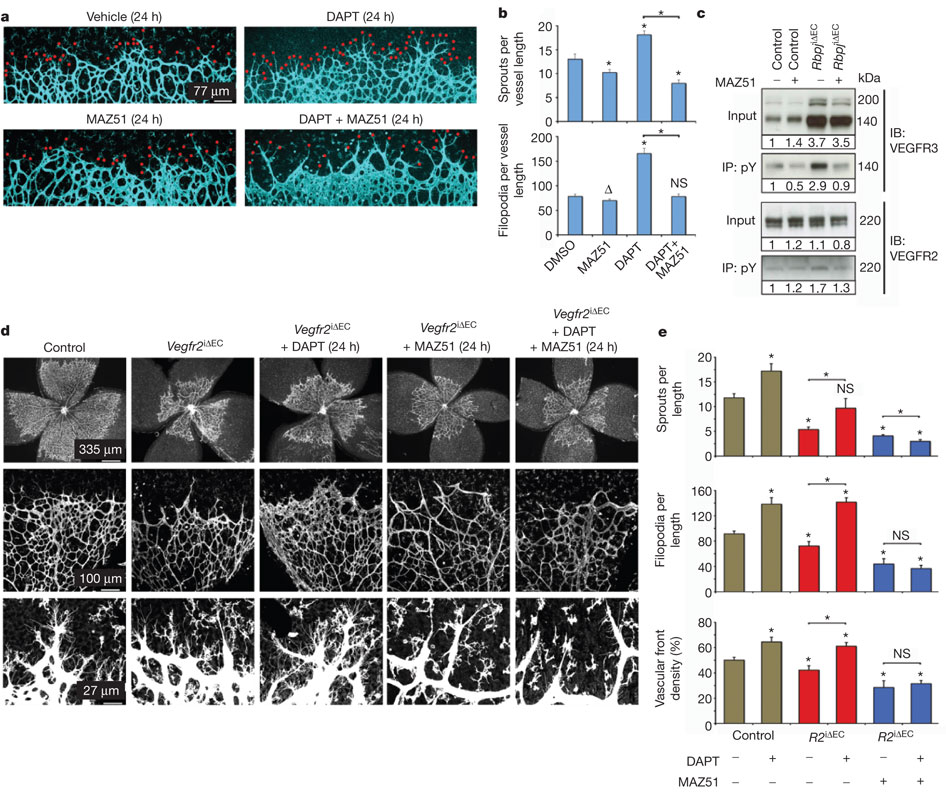 a
Vehicle (24 h)
DAPT (24 h)
77 µm
MAZ51 (24 h)
DAPT + MAZ51 (24 h)
b
Sprouts per
vessel length
20
15
10
5
0
*
*
*
*
Filopodia per vessel
length
200
150
100
50
0
Δ
*
*
NS
DMSO
MAZ51
DAPT
DAPT+
MAZ51
c
Control
Control
Rbpj iΔEC
Rbpj iΔEC
MAZ51
– + – +
kDa
Input
200
140
1 1.4 3.7 3.5
IP: pY
140
1 0.5 2.9 0.9
IB:
VEGFR3
Input
220
1 1.2 1.1 0.8
IP: pY
220
1 1.2 1.7 1.3
IB:
VEGFR2
d
Control
Vegfr2 iΔEC
Vegfr2 iΔEC
+ DAPT (24 h)
Vegfr2 iΔEC
+ MAZ51 (24 h)
Vegfr2 iΔEC
+ DAPT
+ MAZ51 (24 h)
335 µm
100 µm
27 µm
e
Sprouts per
length
20
15
10
5
0
*
*
*
NS
*
*
*
Filopodia per
length
160
120
80
40
0
*
*
*
*
*
NS
*
Vascular front
density (%)
80
60
40
20
0
*
*
*
*
*
NS
*
Control
R2 iΔEC
R2 iΔEC
DAPT – + – + – +
MAZ51 – – – – + +